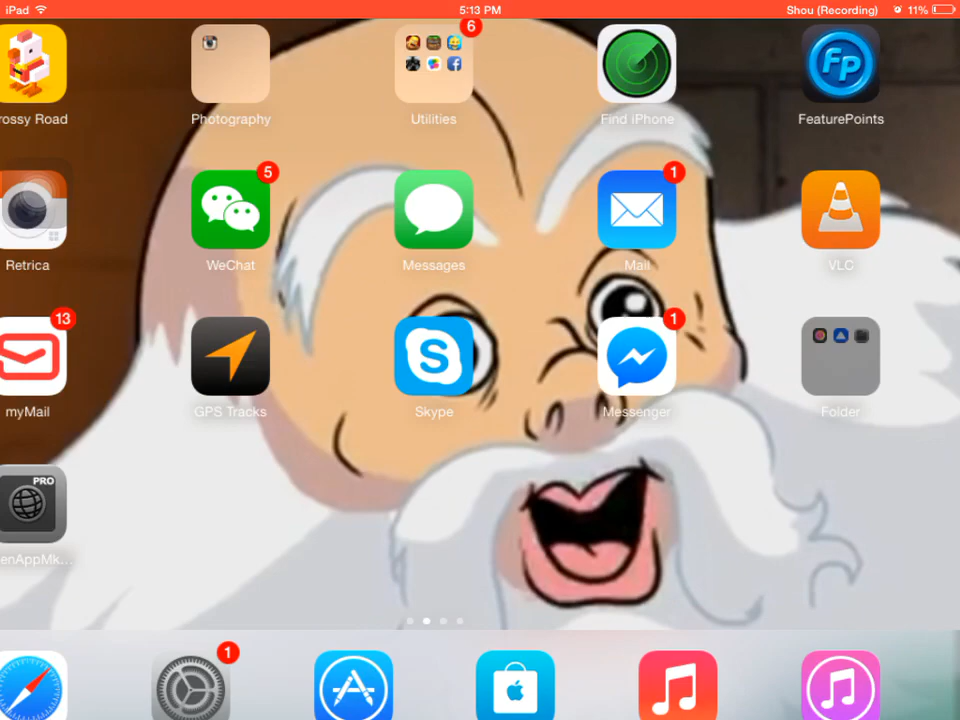 iPad 5:13 PM Shou (Recording) 11%
6
rossy Road Photography Utilities Find iPhone FeaturePoints
Fp
5 1
Retrica WeChat Messages Mail VLC
13 1
S
myMail GPS Tracks Skype Messenger Folder
PRO
enAppMk...
1